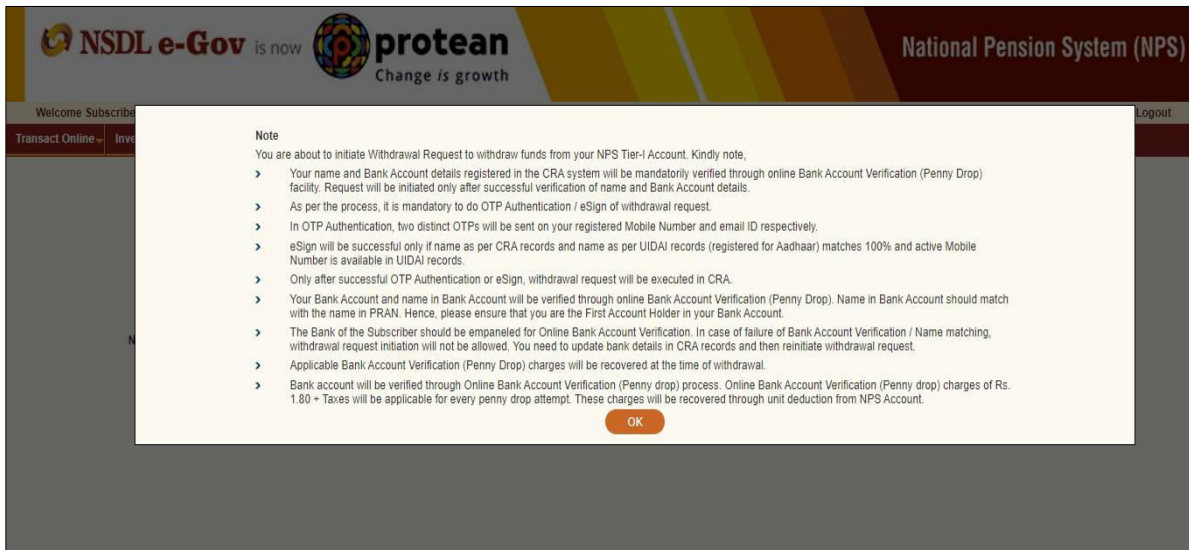 NSDL e-Gov is now protean
Change is growth
National Pension System (NPS)
Welcome Subscribe
Logout
Transact Online
Inve
Note
You are about to initiate Withdrawal Request to withdraw funds from your NPS Tier-I Account. Kindly note,
Your name and Bank Account details registered in the CRA system will be mandatorily verified through online Bank Account Verification (Penny Drop)
facility. Request will be initiated only after successful verification of name and Bank Account details.
As per the process, it is mandatory to do OTP Authentication / eSign of withdrawal request.
In OTP Authentication, two distinct OTPs will be sent on your registered Mobile Number and email ID respectively.
eSign will be successful only if name as per CRA records and name as per UIDAI records (registered for Aadhaar) matches 100% and active Mobile
Number is available in UIDAI records.
Only after successful OTP Authentication or eSign, withdrawal request will be executed in CRA.
Your Bank Account and name in Bank Account will be verified through online Bank Account Verification (Penny Drop). Name in Bank Account should match
with the name in PRAN. Hence, please ensure that you are the First Account Holder in your Bank Account.
N
The Bank of the Subscriber should be empaneled for Online Bank Account Verification. In case of failure of Bank Account Verification / Name matching,
withdrawal request initiation will not be allowed. You need to update bank details in CRA records and then reinitiate withdrawal request.
Applicable Bank Account Verification (Penny Drop) charges will be recovered at the time of withdrawal.
Bank account will be verified through Online Bank Account Verification (Penny drop) process. Online Bank Account Verification (Penny drop) charges of Rs.
1.80 + Taxes will be applicable for every penny drop attempt. These charges will be recovered through unit deduction from NPS Account.
OK